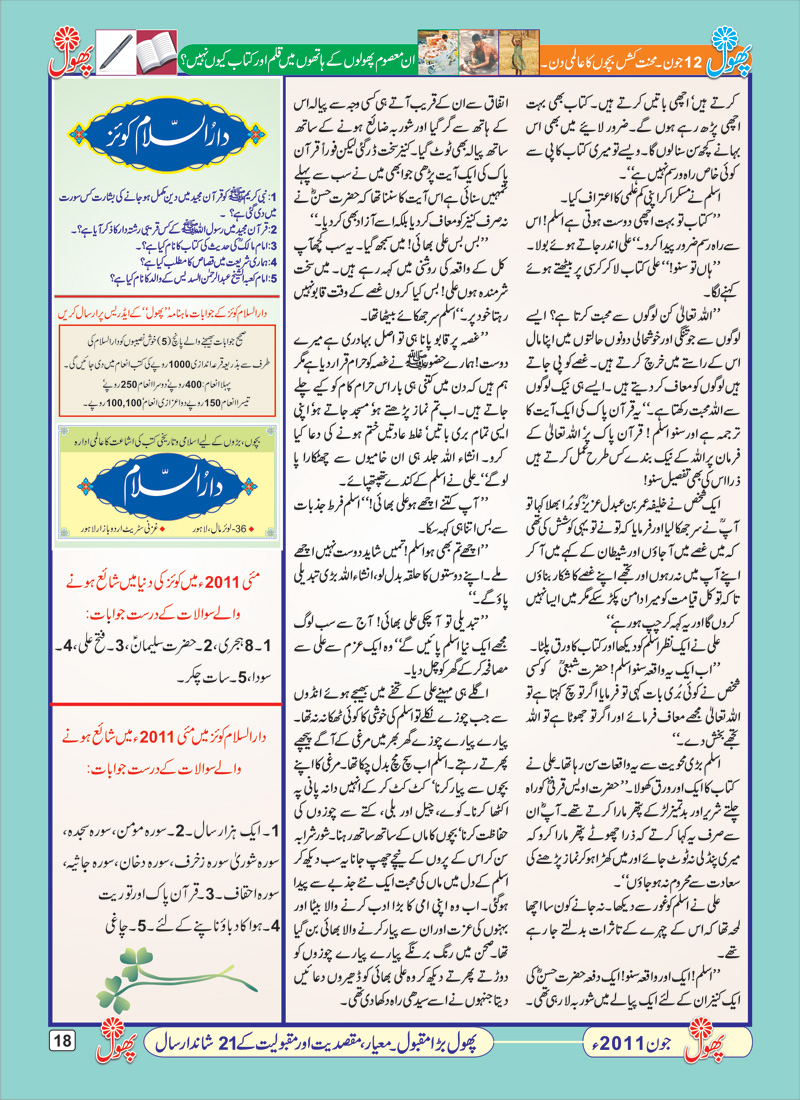 پھول
12 جون۔ محنت کش بچوں کا عالمی دن۔
ان معصوم پھولوں کے ہاتھوں میں قلم اور کتاب کیوں نہیں؟
پھول
کرتے ہیں‘ اچھی باتیں کرتے ہیں۔ کتاب بھی بہت
اچھی پڑھ رہے ہوں گے۔ ضرور لایئے میں بھی اس
بہانے کچھ سن سنا لوں گا۔ ویسے تو میری کتاب کاپی سے
کوئی خاص راہ و رسم نہیں ہے‘‘۔
اسلم نے مسکرا کر اپنی کم علمی کا اعتراف کیا۔
’’کتاب تو بہت اچھی دوست ہوتی ہے اسلم! اس
سے راہ رسم ضرور پیدا کرو۔‘‘ علی اندر جاتے ہوئے بولا۔
’’ہاں تو سنو!‘‘ علی کتاب لا کر کرسی پر بیٹھتے ہوئے
کہنے لگا۔
’’اللہ تعالیٰ کن لوگوں سے محبت کرتا ہے؟ ایسے
لوگوں سے جو تنگی اور خوشحالی دونوں حالتوں میں اپنا مال
اس کے راستے میں خرچ کرتے ہیں۔ غصے کو پی جاتے
ہیں لوگوں کو معاف کر دیتے ہیں۔ ایسے ہی نیک لوگوں
سے اللہ محبت رکھتا ہے۔‘‘ یہ قرآن پاک کی ایک آیت کا
ترجمہ ہے اور سنو اسلم! قرآن پاک پر‘ اللہ تعالیٰ کے
فرمان پر اللہ کے نیک بندے کس طرح عمل کرتے ہیں
ذرا اس کی بھی تفصیل سنو!
ایک شخص نے خلیفہ عمر بن عبدل عزیزؒ کو بُرا بھلا کہا تو
آپؒ نے سر جھکا لیا اور فرمایا کہ تو نے تو یہی کوشش کی تھی
کہ میں غصے میں آ جاؤں اور شیطان کے کہے میں آ کر
اپنے آپ میں نہ رہوں اور تجھے اپنے غصے کا شکار بناؤں
تاکہ تو کل قیامت کو میرا دامن پکڑ سکے مگر میں ایسا نہیں
کروں گا اور یہ کہہ کر چپ ہو رہے‘‘
علی نے ایک نظر اسلم کو دیکھا اور کتاب کا ورق پلٹا۔
’’اب ایک یہ واقعہ سنو اسلم! حضرت شعبیؒ کو کسی
شخص نے کوئی بُری بات کہی تو فرمایا اگر تو سچ کہتا ہے تو
اللہ تعالیٰ مجھے معاف فرمائے اور اگر تو جھوٹا ہے تو اللہ
تجھے بخش دے۔‘‘
اسلم بڑی محویت سے یہ واقعات سن رہا تھا۔ علی نے
کتاب کا ایک اور ورق کھولا۔ ’’حضرت اویس قرنیؓ کو راہ
چلتے شریر اور بدتمیز لڑکے پتھر مارا کرتے تھے۔ آپؓ ان
سے صرف یہ کہا کرتے کہ ذرا چھوٹے پتھر مارا کرو کہ
میری پنڈلی نہ ٹوٹ جائے اور میں کھڑا ہو کر نماز پڑھنے کی
سعادت سے محروم نہ ہو جاؤں‘‘۔
علی نے اسلم کو غور سے دیکھا۔ نہ جانے کون سا اچھا
لمحہ تھا کہ اس کے چہرے کے تاثرات بدلتے جا رہے
تھے۔
’’اسلم! ایک اور واقعہ سنو! ایک دفعہ حضرت حسنؓ کی
ایک کنیز ان کے لئے ایک پیالے میں شوربہ لا رہی تھی۔
اتفاق سے ان کے قریب آتے ہی کسی وجہ سے پیالہ اس
کے ہاتھ سے گر گیا اور شوربہ ضائع ہونے کے ساتھ
ساتھ پیالہ بھی ٹوٹ گیا۔ کنیز سخت ڈر گئی لیکن فوراً قرآن
پاک کی ایک آیت پڑھی جو ابھی میں نے سب سے پہلے
تمہیں سنائی ہے اس آیت کا سننا تھا کہ حضرت حسنؓ نے
نہ صرف کنیز کو معاف کر دیا بلکہ اسے آزاد بھی کر دیا۔‘‘
’’بس بس علی بھائی! میں سمجھ گیا۔ یہ سب کچھ آپ
کل کے واقعہ کی روشنی میں کہہ رہے ہیں۔ میں سخت
شرمندہ ہوں علی! بس کیا کروں غصے کے وقت قابو نہیں
رہتا خود پر۔‘‘ اسلم سر جھکائے بیٹھا تھا۔
’’غصہ پر قابو پانا ہی تو اصل بہادری ہے میرے
دوست! ہمارے حضورﷺ نے غصہ کو حرام قرار دیا ہے مگر
ہم ہیں کہ دن میں کتنی ہی بار اس حرام کام کو کیے چلے
جاتے ہیں۔ اب تم نماز پڑھتے ہو‘ مسجد جاتے ہو‘ اپنی
ایسی تمام بری باتیں‘ غلط عادتیں ختم ہونے کی دعا کیا
کرو۔ انشاء اللہ جلد ہی ان خامیوں سے چھٹکارا پا
لو گے‘‘ علی نے اسلم کے کندے تھپتھپائے۔
’’آپ کتنے اچھے ہو علی بھائی!‘‘ اسلم فرط جذبات
سے بس اتنا ہی کہہ سکا۔
’’اچھے تم بھی ہو اسلم! تمہیں شاید دوست نہیں اچھے
ملے۔ اپنے دوستوں کا حلقہ بدل لو‘ انشاء اللہ بڑی تبدیلی
پاؤ گے۔‘‘
’’تبدیلی تو آ چکی علی بھائی! آج سے سب لوگ
مجھے ایک نیا اسلم پائیں گے‘‘ وہ ایک عزم سے علی سے
مصافحہ کر کے گھر کو چل دیا۔
اگلے ہی مہینے علی کے تحفے میں بھیجے ہوئے انڈوں
سے جب چوزے نکلے تو اسلم کی خوشی کا کوئی ٹھکانہ نہ تھا۔
پیارے پیارے چوزے گھر بھر میں مرغی کے آگے پیچھے
پھرتے رہتے۔ اسلم اب سچ مچ بدل چکا تھا۔ مرغی کا اپنے
بچوں سے پیار کرنا‘ کٹ کٹ کر کے انہیں دانہ پانی پہ
اکٹھا کرنا۔ کوے، چیل اور بلی، کتے سے چوزوں کی
حفاظت کرنا‘ بچوں کا ماں کے ساتھ ساتھ رہنا۔ شور شرابہ
سن کر اس کے پروں کے نیچے چھپ جانا یہ سب دیکھ کر
اسلم کے دل میں ماں کی محبت ایک نئے جذبے سے پیدا
ہو گئی۔ اب وہ اپنی امی کا بڑا ادب کرنے والا بیٹا اور
بہنوں کی عزت اور ان سے پیار کرنے والا بھائی بن گیا
تھا۔ صحن میں رنگ برنگے پیارے پیارے چوزوں کو
دوڑتے پھرتے دیکھ کر وہ علی بھائی کو ڈھیروں دعائیں
دیتا جنہوں نے اسے سیدھی راہ دکھا دی تھی۔
دارُالسّلام کوئز
1: نبی کریمﷺ کو قرآن مجید میں دین مکمل ہو جانے کی بشارت کس سورت
میں دی گئی ہے؟۔
2: قرآن مجید میں رسول اللہﷺ کے کس قریبی رشتہ دار کا ذکر آیا ہے؟۔
3: امام مالکؒ کی حدیث کی کتاب کا نام کیا ہے؟۔
4: ہماری شریعت میں قصاص کا مطلب کیا ہے؟۔
5: امام کعبہ الشیخ عبدالرحمٰن السدیس کے والد کا نام کیا ہے؟۔
دارالسلام کوئز کے جوابات ماہنامہ ’’پھول‘‘ کے ایڈریس پر ارسال کریں
صحیح جوابات بھیجنے والے پانچ (5) خوش نصیبوں کو دارالسلام کی
طرف سے بذریعہ قرعہ اندازی 1000 روپے کی کتب انعام میں دی جائیں گی۔
پہلا انعام: 400 روپے‘ دوسرا انعام 250 روپے‘
تیسرا انعام 150 روپے دو اعزازی انعام‘ 100,100 روپے۔
بچوں، بڑوں کے لیے اسلامی و تاریخی کتب کی اشاعت کا عالمی ادارہ
دارُالسّلام
36-لوئر مال، لاہور غزنی سٹریٹ اردو بازار لاہور
مئی 2011ء میں کوئز کی دنیا میں شائع ہونے
والے سوالات کے درست جوابات:
1۔ 8 ہجری، 2۔ حضرت سلیمانؑ، 3۔ فتح علی، 4۔
سودا، 5۔ سات چکر۔
دارالسلام کوئز میں مئی 2011ء میں شائع ہونے
والے سوالات کے درست جوابات:
1۔ ایک ہزار سال۔ 2۔ سورہ مومن، سورہ سجدہ،
سورہ شوریٰ سورہ زخرف، سورہ دخان، سورہ جاثیہ،
سورہ احقاف۔ 3۔ قرآن پاک اور توریت
4۔ ہوا کا دباؤ ناپنے کے لئے۔ 5۔ چاغی
پھول
جون 2011ء
پھول بڑا مقبول۔ معیار، مقصدیت اور مقبولیت کے 21 شاندار سال
پھول
18